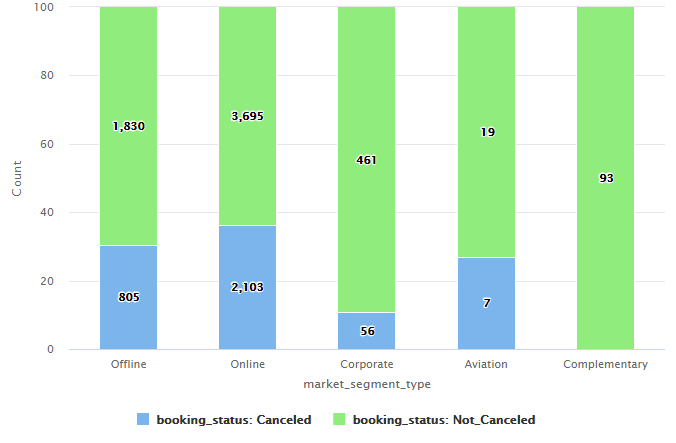 100
80
60
40
20
0
Count
1,830
3,695
461
19
93
805
2,103
56
7
Offline
Online
Corporate
Aviation
Complementary
market_segment_type
booking_status: Canceled
booking_status: Not_Canceled